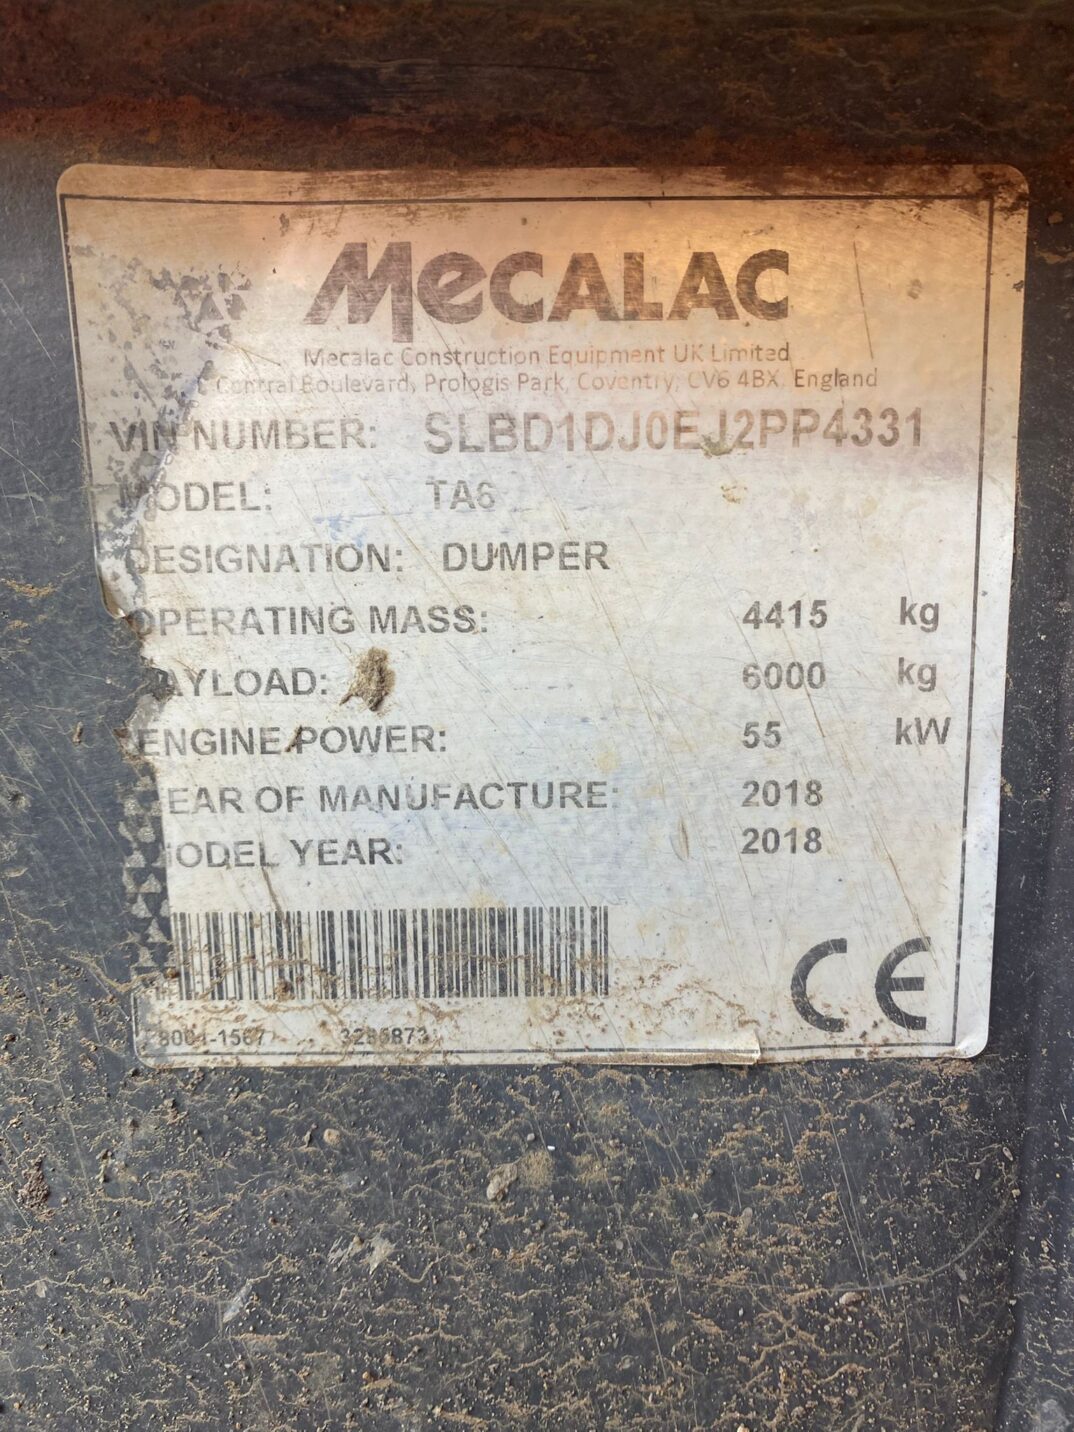 MeCALAC
Mecalac Construction Equipment UK Limited
Central Boulevard, Prologis Park, Coventry, CV6 4BX, England
VIN NUMBER: SLBD1DJ0EJ2PP4331
MODEL: TA6
DESIGNATION: DUMPER
OPERATING MASS: 4415 kg
PAYLOAD: 6000 kg
ENGINE POWER: 55 kW
YEAR OF MANUFACTURE: 2018
MODEL YEAR: 2018
CE